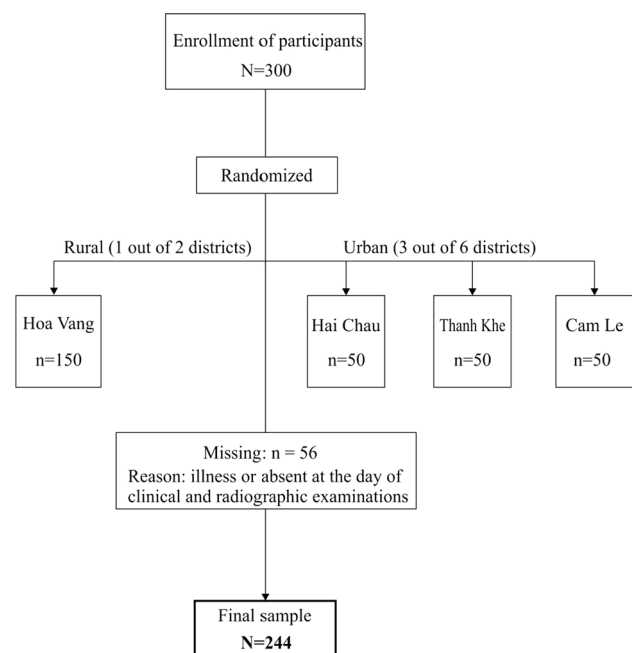 Enrollment of participants
N=300
Randomized
Rural (1 out of 2 districts)
Urban (3 out of 6 districts)
Hoa Vang
n=150
Hai Chau
n=50
Thanh Khe
n=50
Cam Le
n=50
Missing: n = 56
Reason: illness or absent at the day of
clinical and radiographic examinations
Final sample
N=244